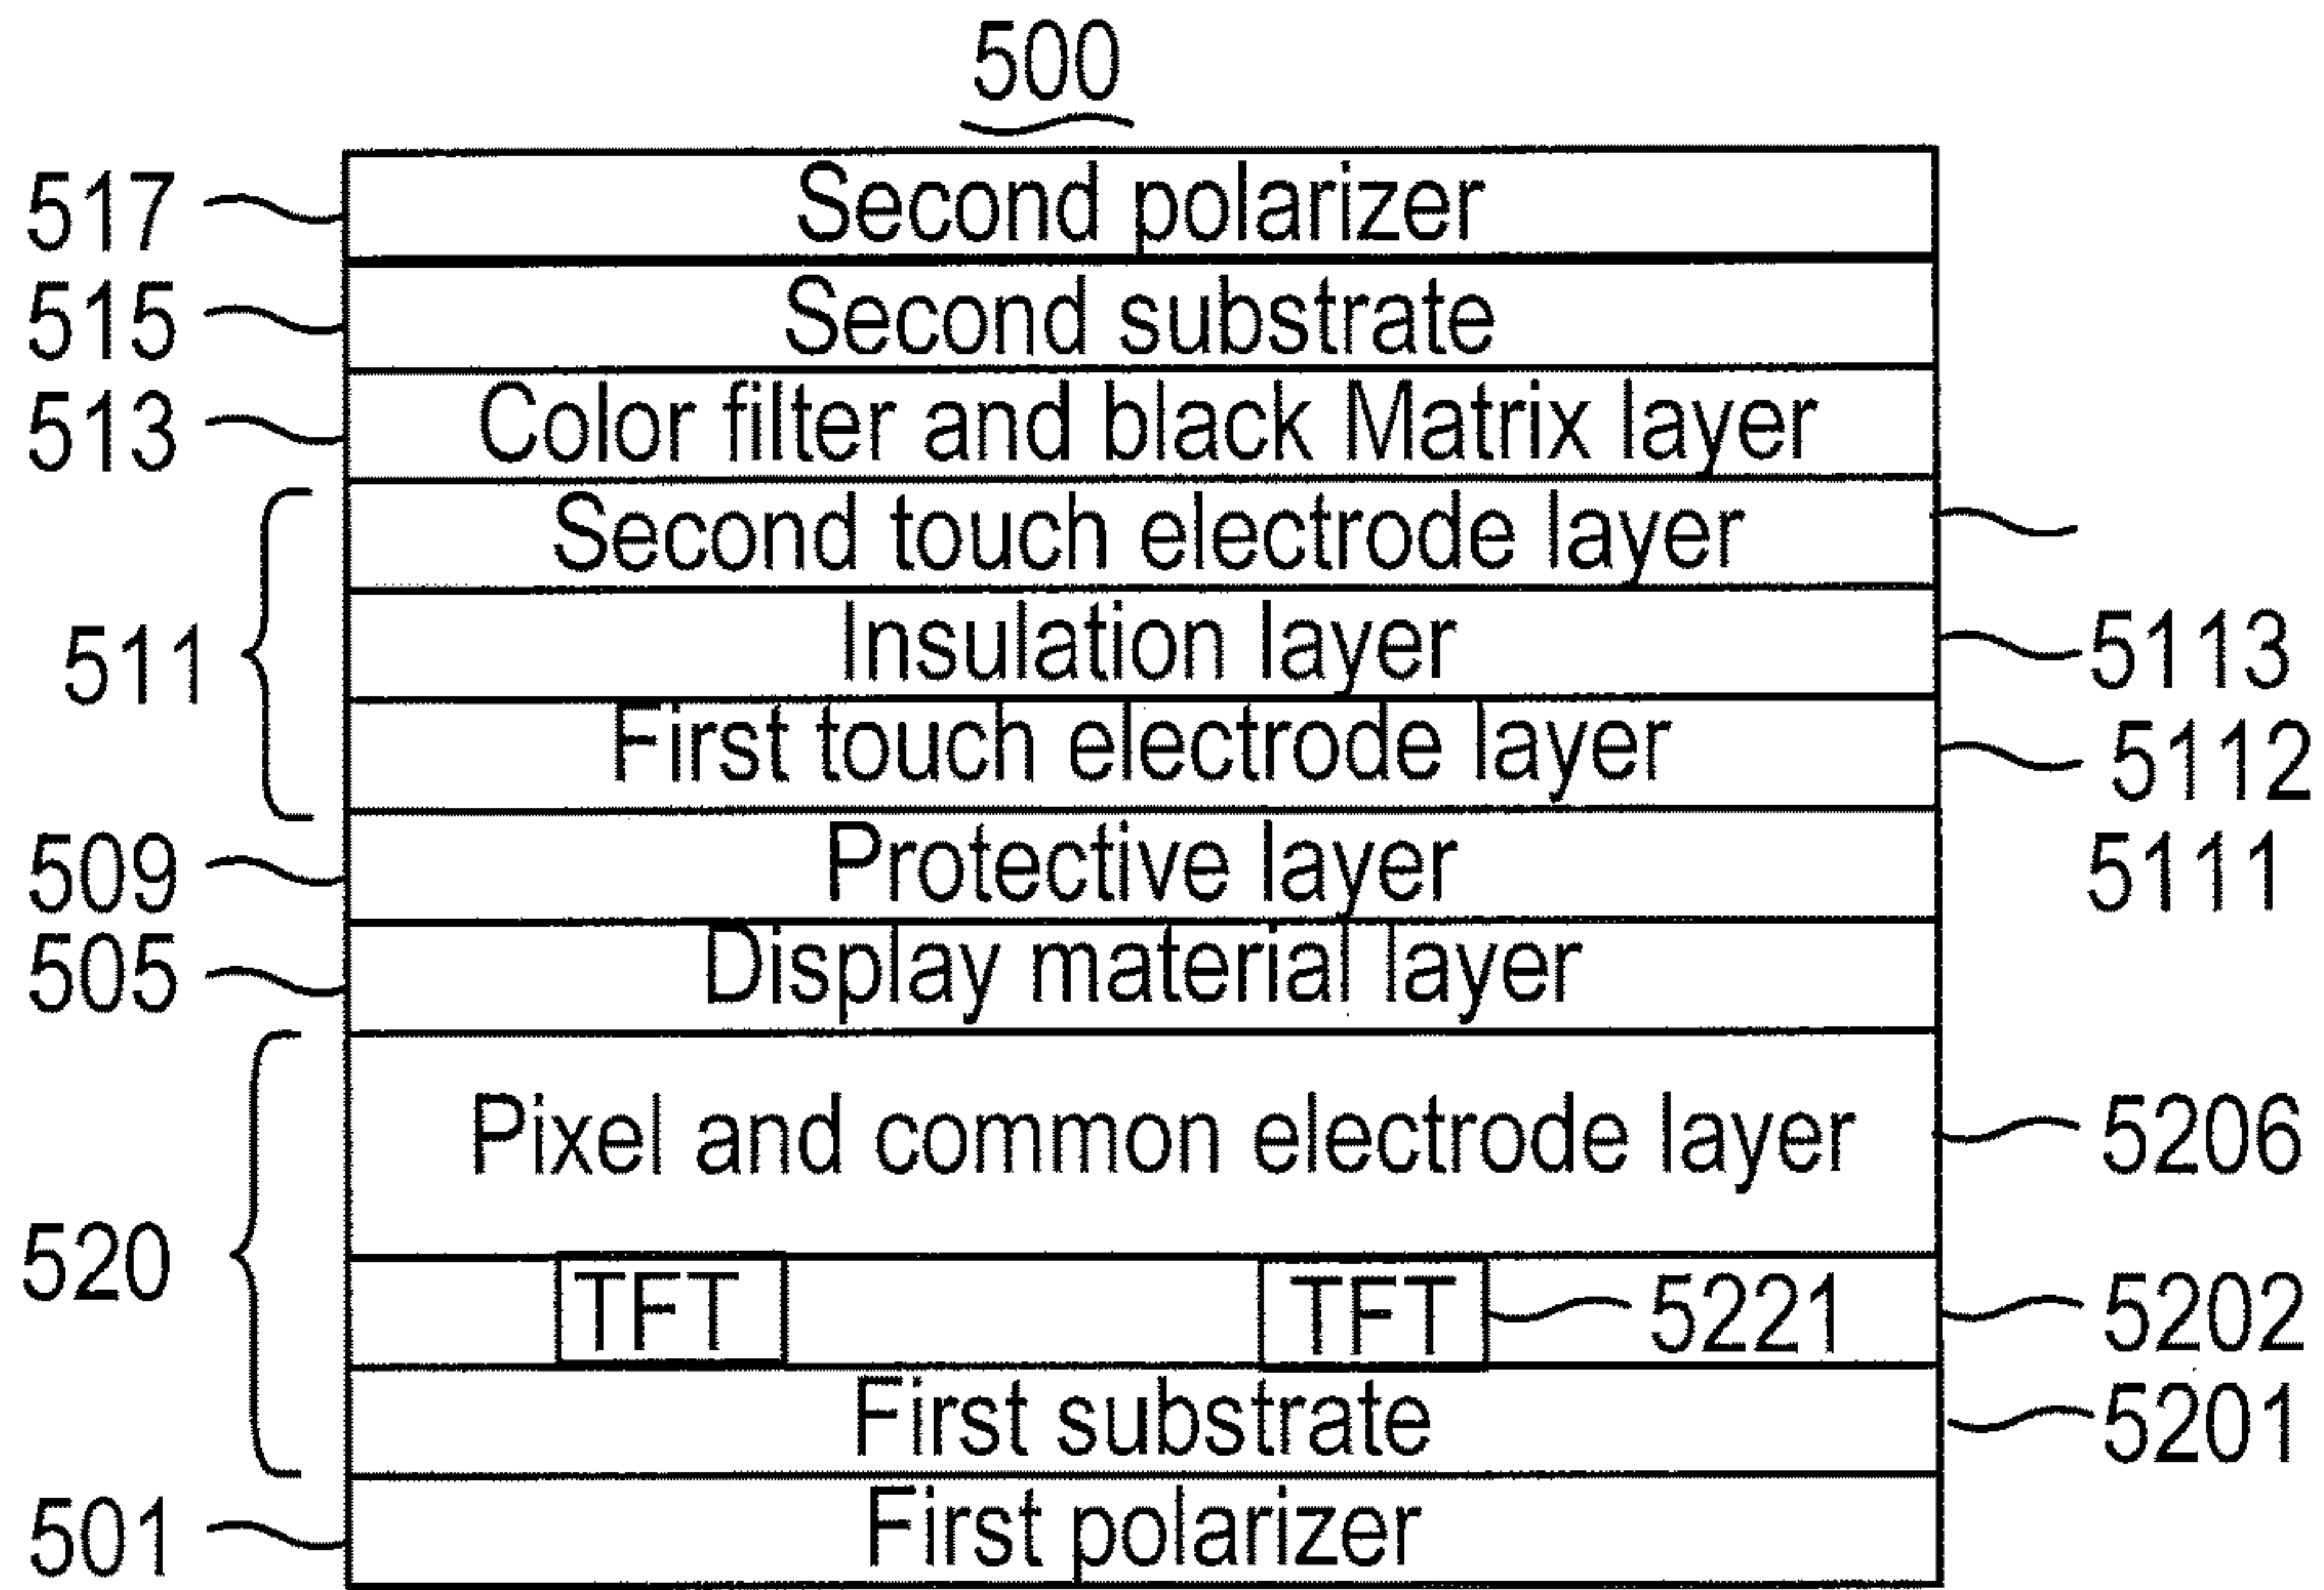 500
517 Second polarizer
515 Second substrate
513 Color filter and black Matrix layer
Second touch electrode layer
511 Insulation layer 5113
First touch electrode layer 5112
509 Protective layer 5111
505 Display material layer
Pixel and common electrode layer 5206
520 TFT TFT 5221 5202
First substrate 5201
501 First polarizer